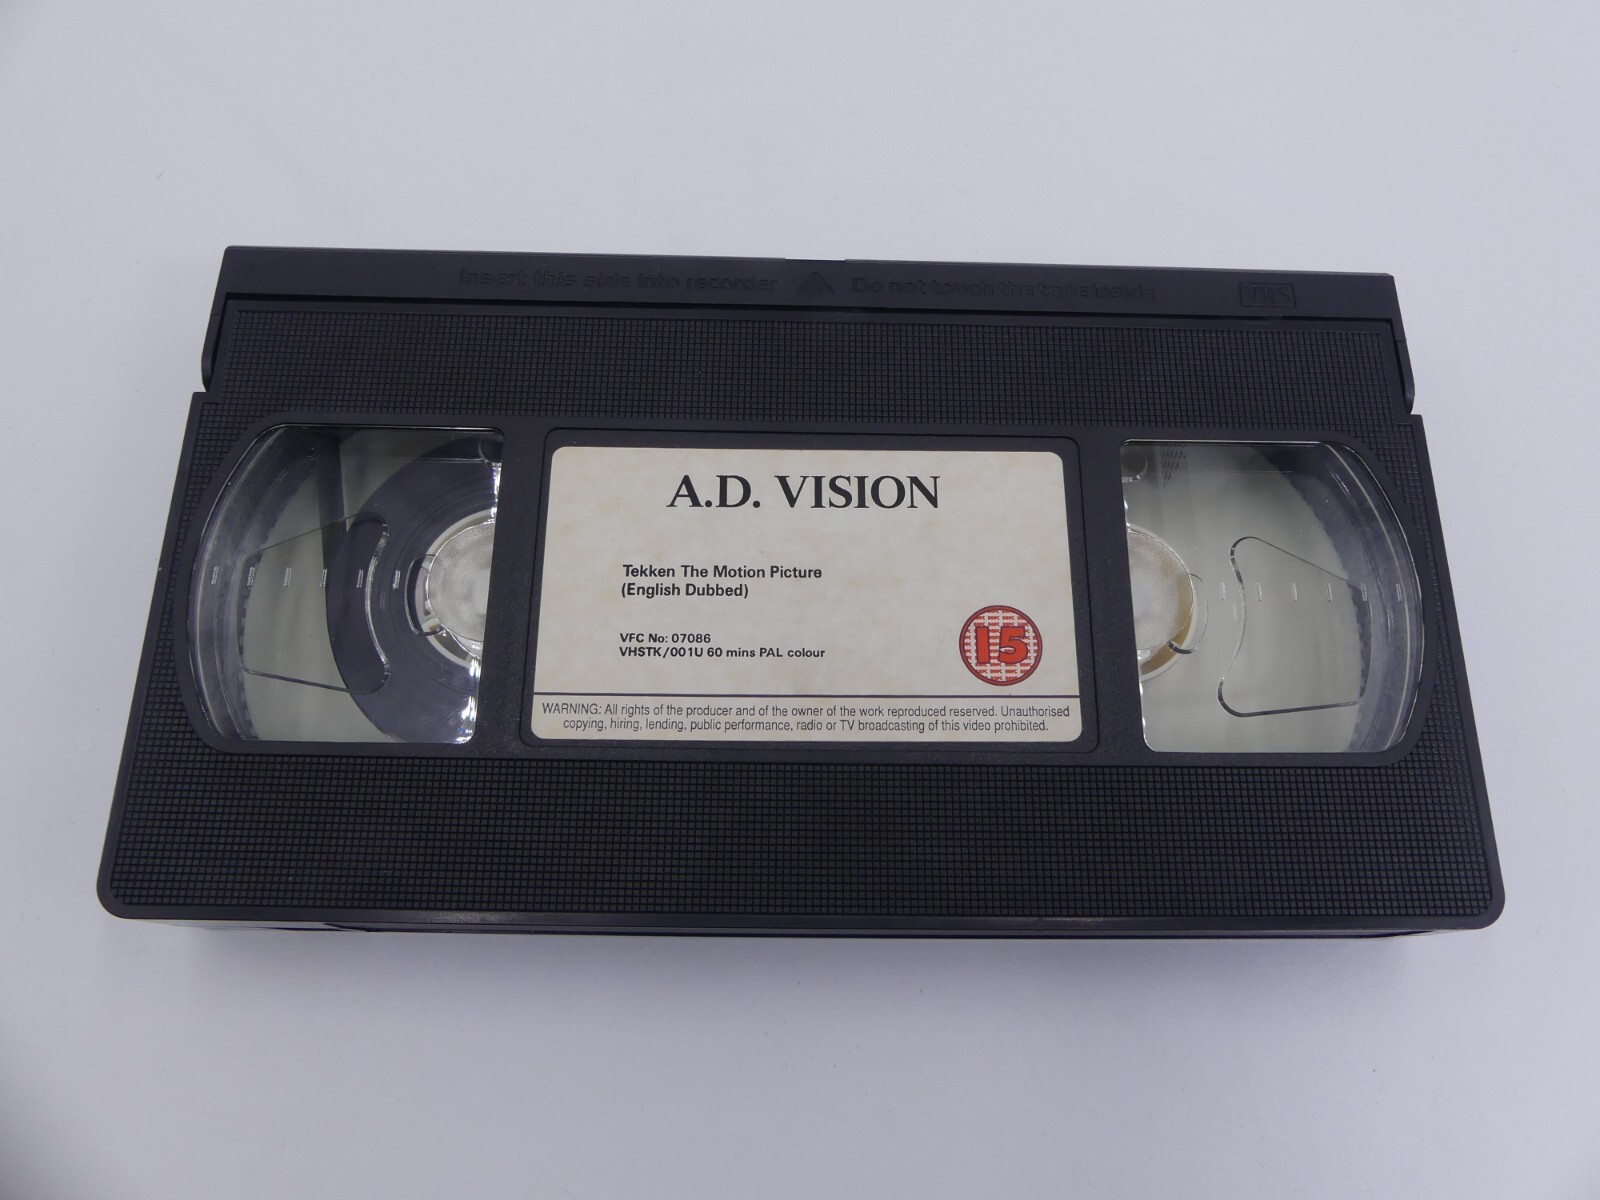 Insert this side into recorder Do not touch the tape inside VHS
A.D. VISION
Tekken The Motion Picture
(English Dubbed)
VFC No: 07086
VHSTK/001U 60 mins PAL colour
15
WARNING: All rights of the producer and of the owner of the work reproduced reserved. Unauthorised
copying, hiring, lending, public performance, radio or TV broadcasting of this video prohibited.